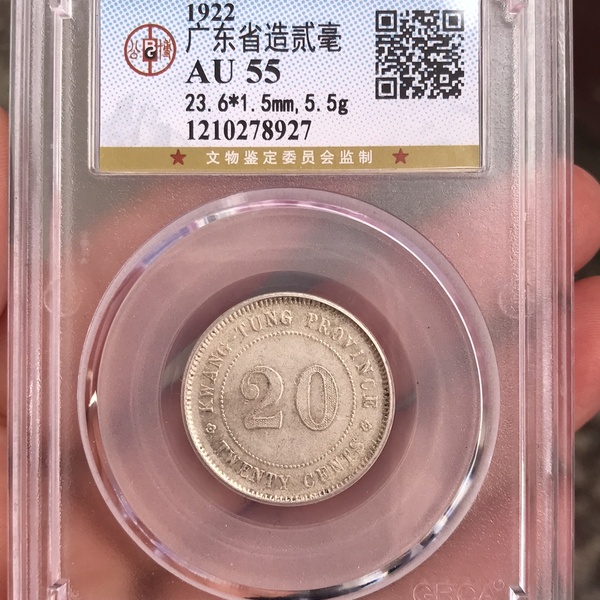 1922
广东省造贰毫
AU 55
23.6*1.5mm,5.5g
1210278927
★ 文物鉴定委员会监制 ★
KWANG-TUNG PROVINCE
20
TWENTY CENTS